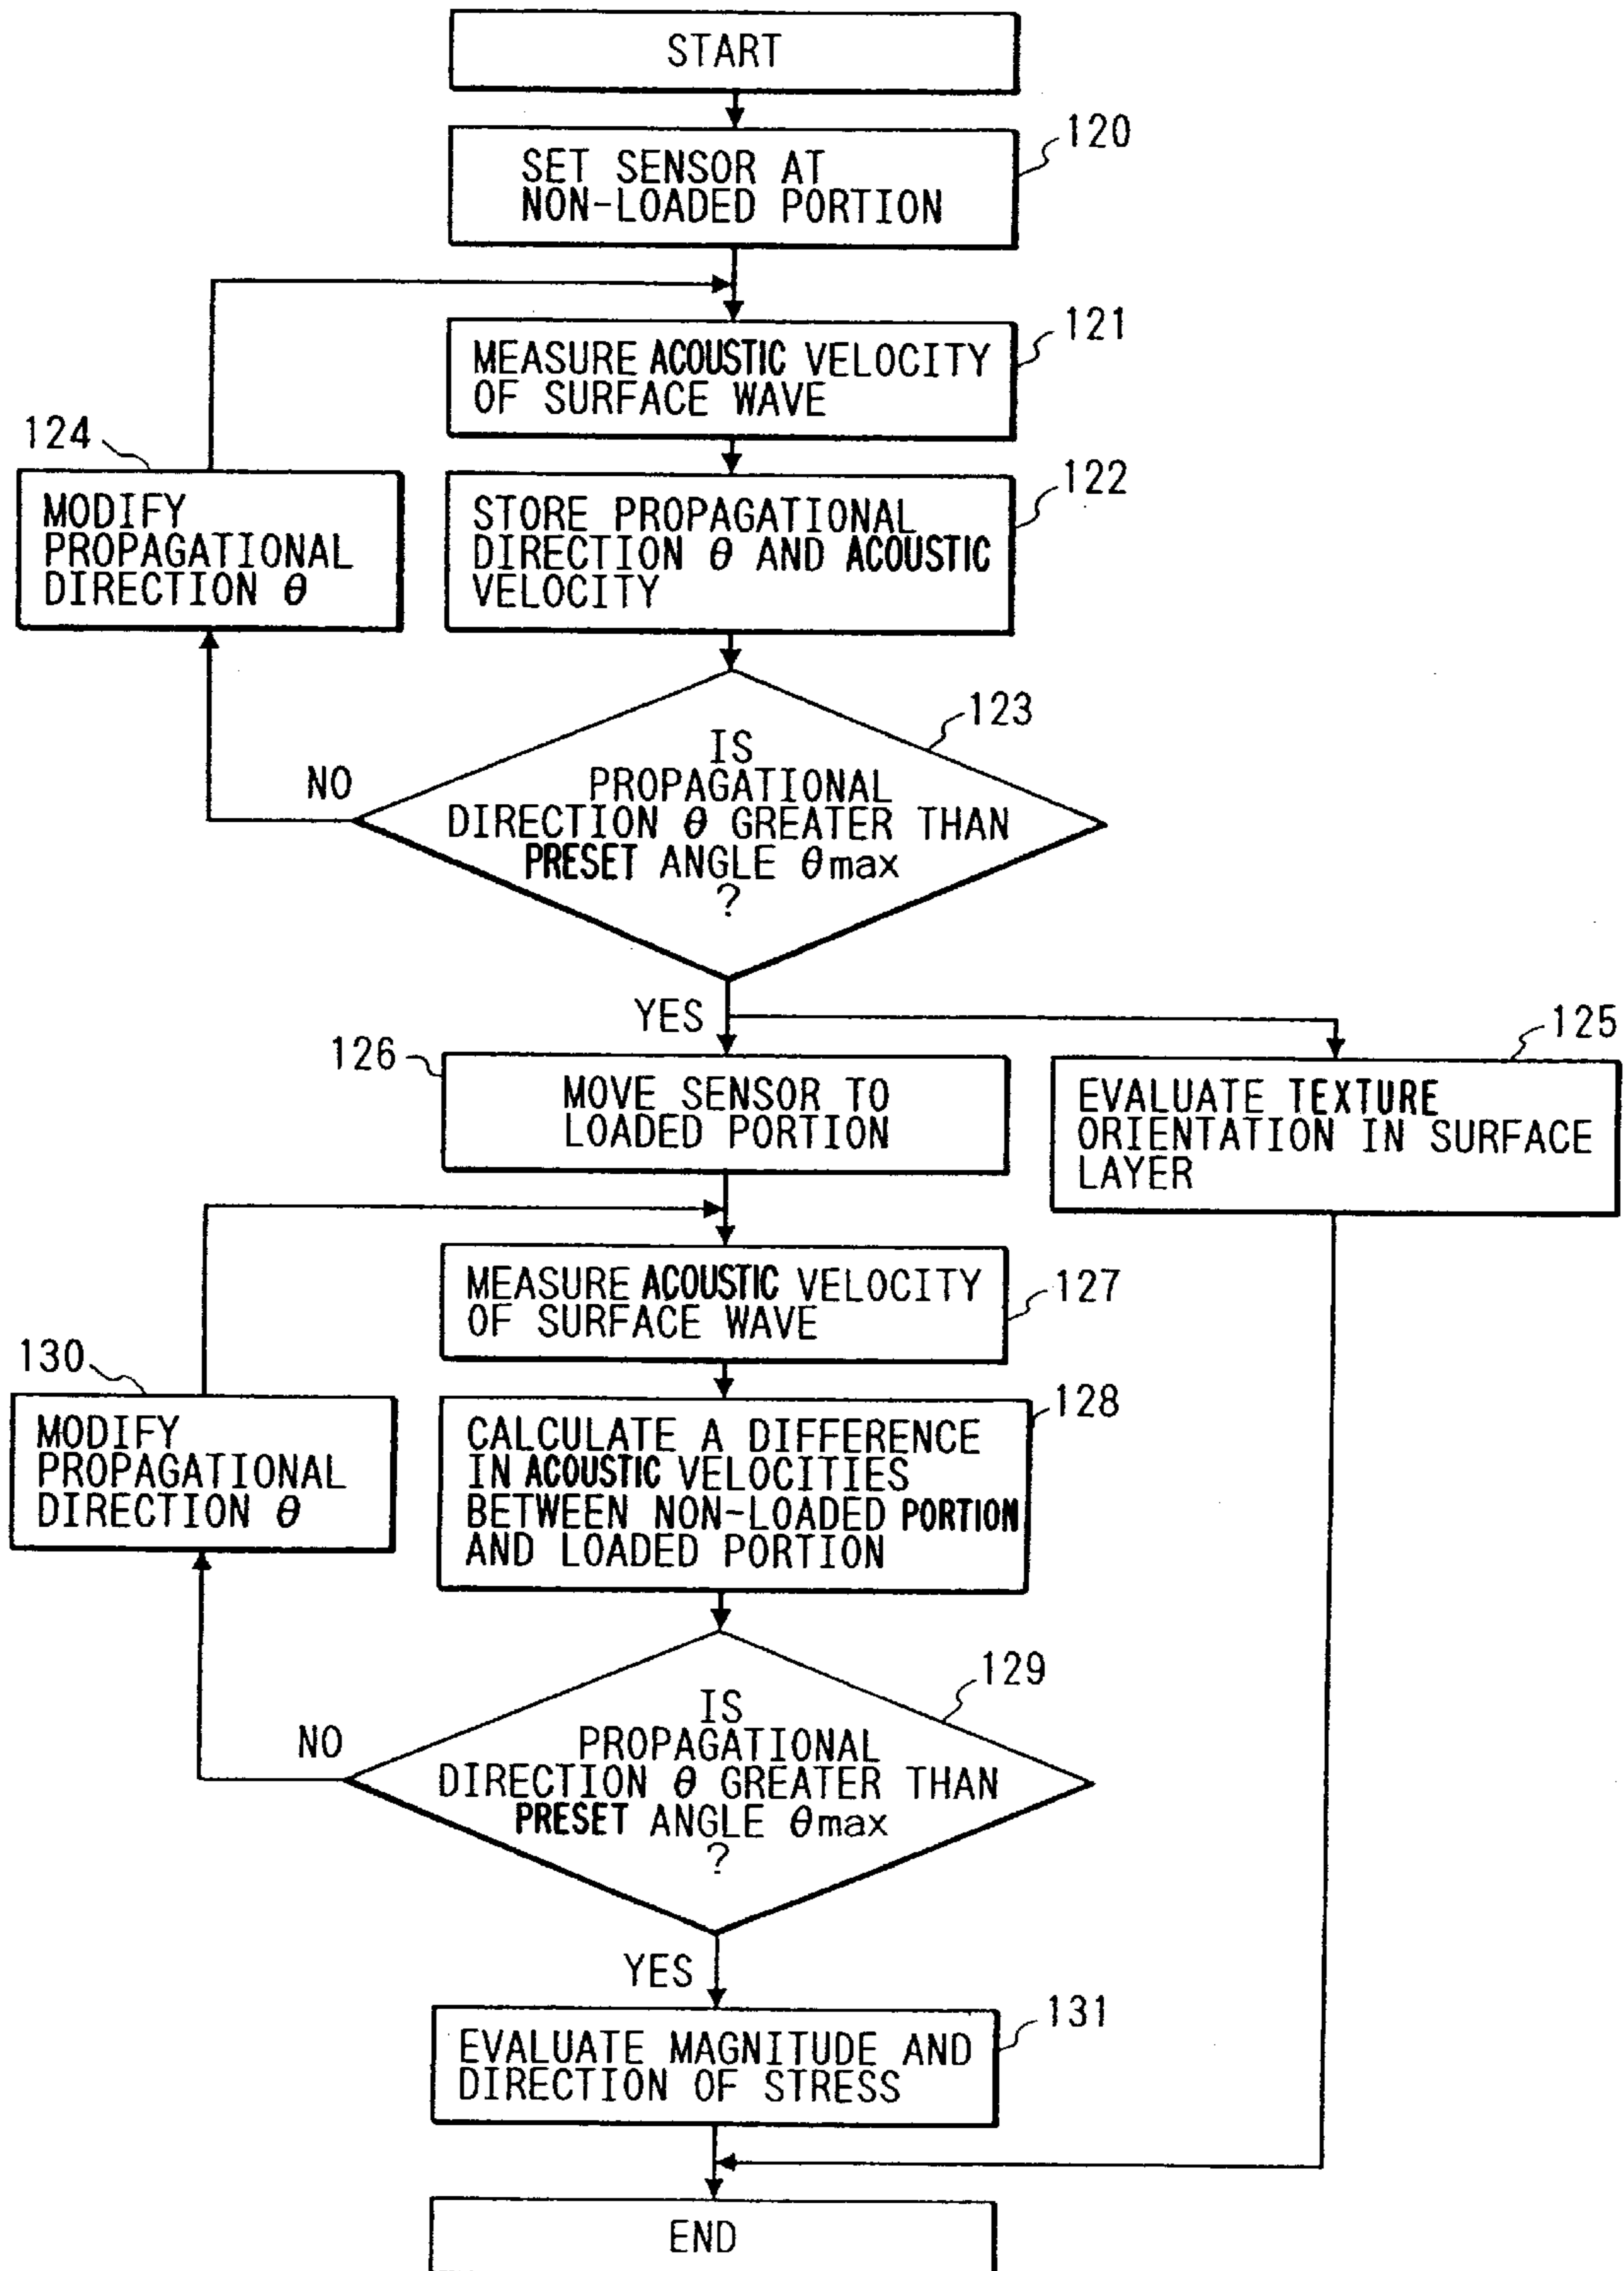 START
120
SET SENSOR AT
NON-LOADED PORTION
121
MEASURE ACOUSTIC VELOCITY
OF SURFACE WAVE
124
MODIFY
PROPAGATIONAL
DIRECTION θ
122
STORE PROPAGATIONAL
DIRECTION θ AND ACOUSTIC
VELOCITY
123
IS
PROPAGATIONAL
DIRECTION θ GREATER THAN
PRESET ANGLE θmax
?
NO
YES
125
EVALUATE TEXTURE
ORIENTATION IN SURFACE
LAYER
126
MOVE SENSOR TO
LOADED PORTION
127
MEASURE ACOUSTIC VELOCITY
OF SURFACE WAVE
130
MODIFY
PROPAGATIONAL
DIRECTION θ
128
CALCULATE A DIFFERENCE
IN ACOUSTIC VELOCITIES
BETWEEN NON-LOADED PORTION
AND LOADED PORTION
129
IS
PROPAGATIONAL
DIRECTION θ GREATER THAN
PRESET ANGLE θmax
?
NO
YES
131
EVALUATE MAGNITUDE AND
DIRECTION OF STRESS
END